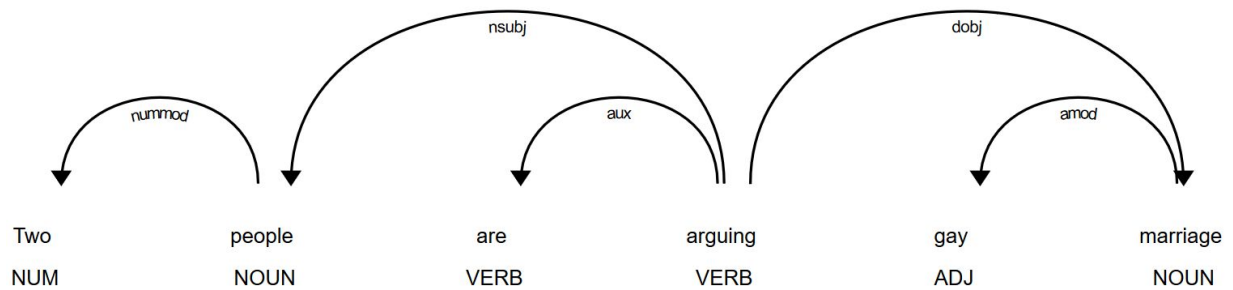 nsubj dobj
nummod aux amod
Two people are arguing gay marriage
NUM NOUN VERB VERB ADJ NOUN